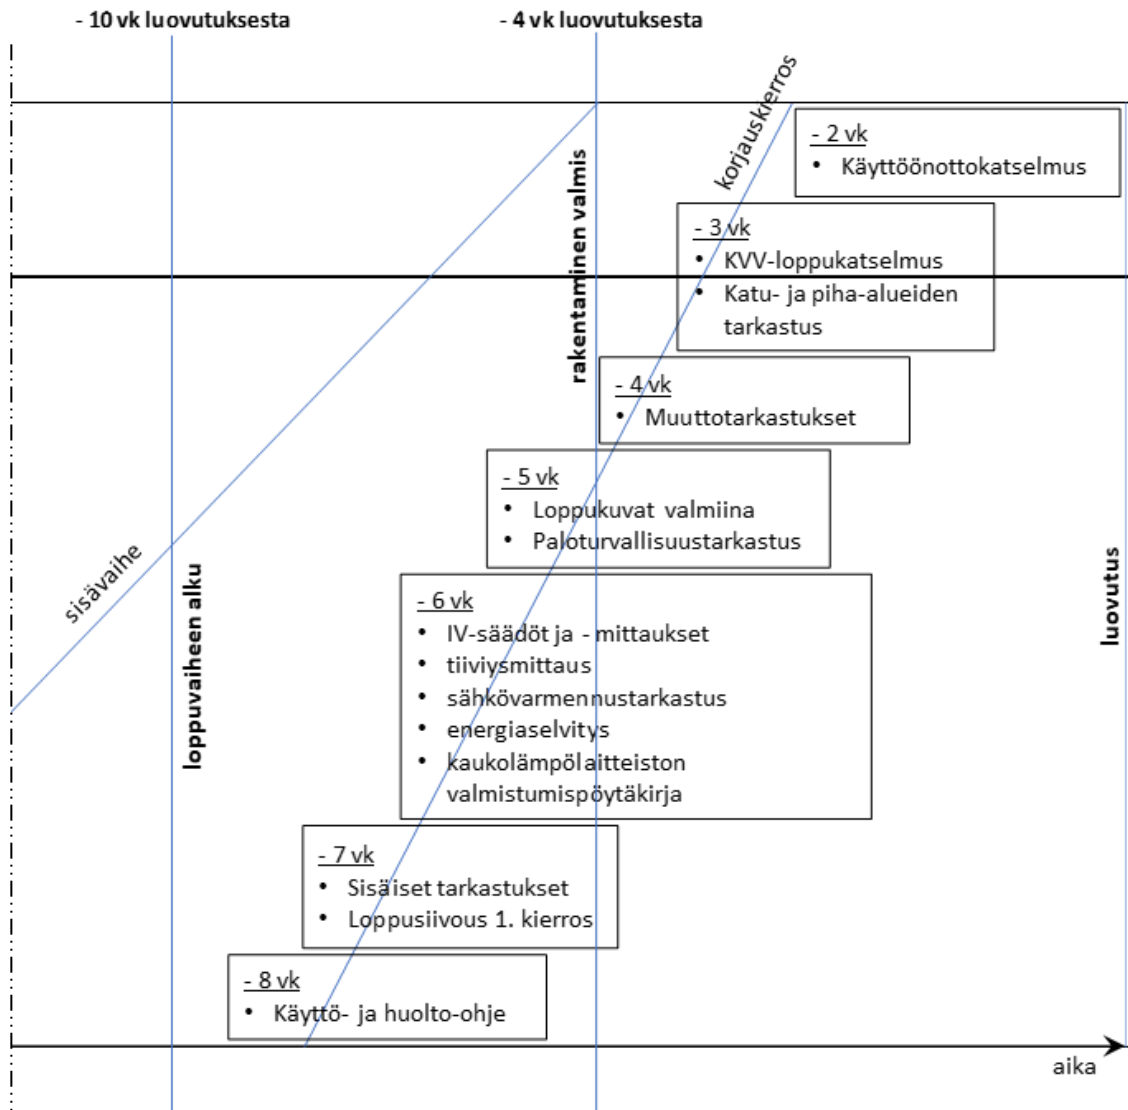 - 10 vk luovutuksesta
- 4 vk luovutuksesta
korjauskierros
- 2 vk
• Käyttöönottokatselmus
rakentaminen valmis
- 3 vk
• KVV-loppukatselmus
• Katu- ja piha-alueiden
tarkastus
- 4 vk
• Muuttotarkastukset
- 5 vk
• Loppukuvat valmiina
• Paloturvallisuustarkastus
sisävaihe
loppuvaiheen alku
luovutus
- 6 vk
• IV-säädöt ja - mittaukset
• tiiviysmittaus
• sähkövarmennustarkastus
• energiaselvitys
• kaukolämpölaitteiston
valmistumispöytäkirja
- 7 vk
• Sisäiset tarkastukset
• Loppusiivous 1. kierros
- 8 vk
• Käyttö- ja huolto-ohje
aika